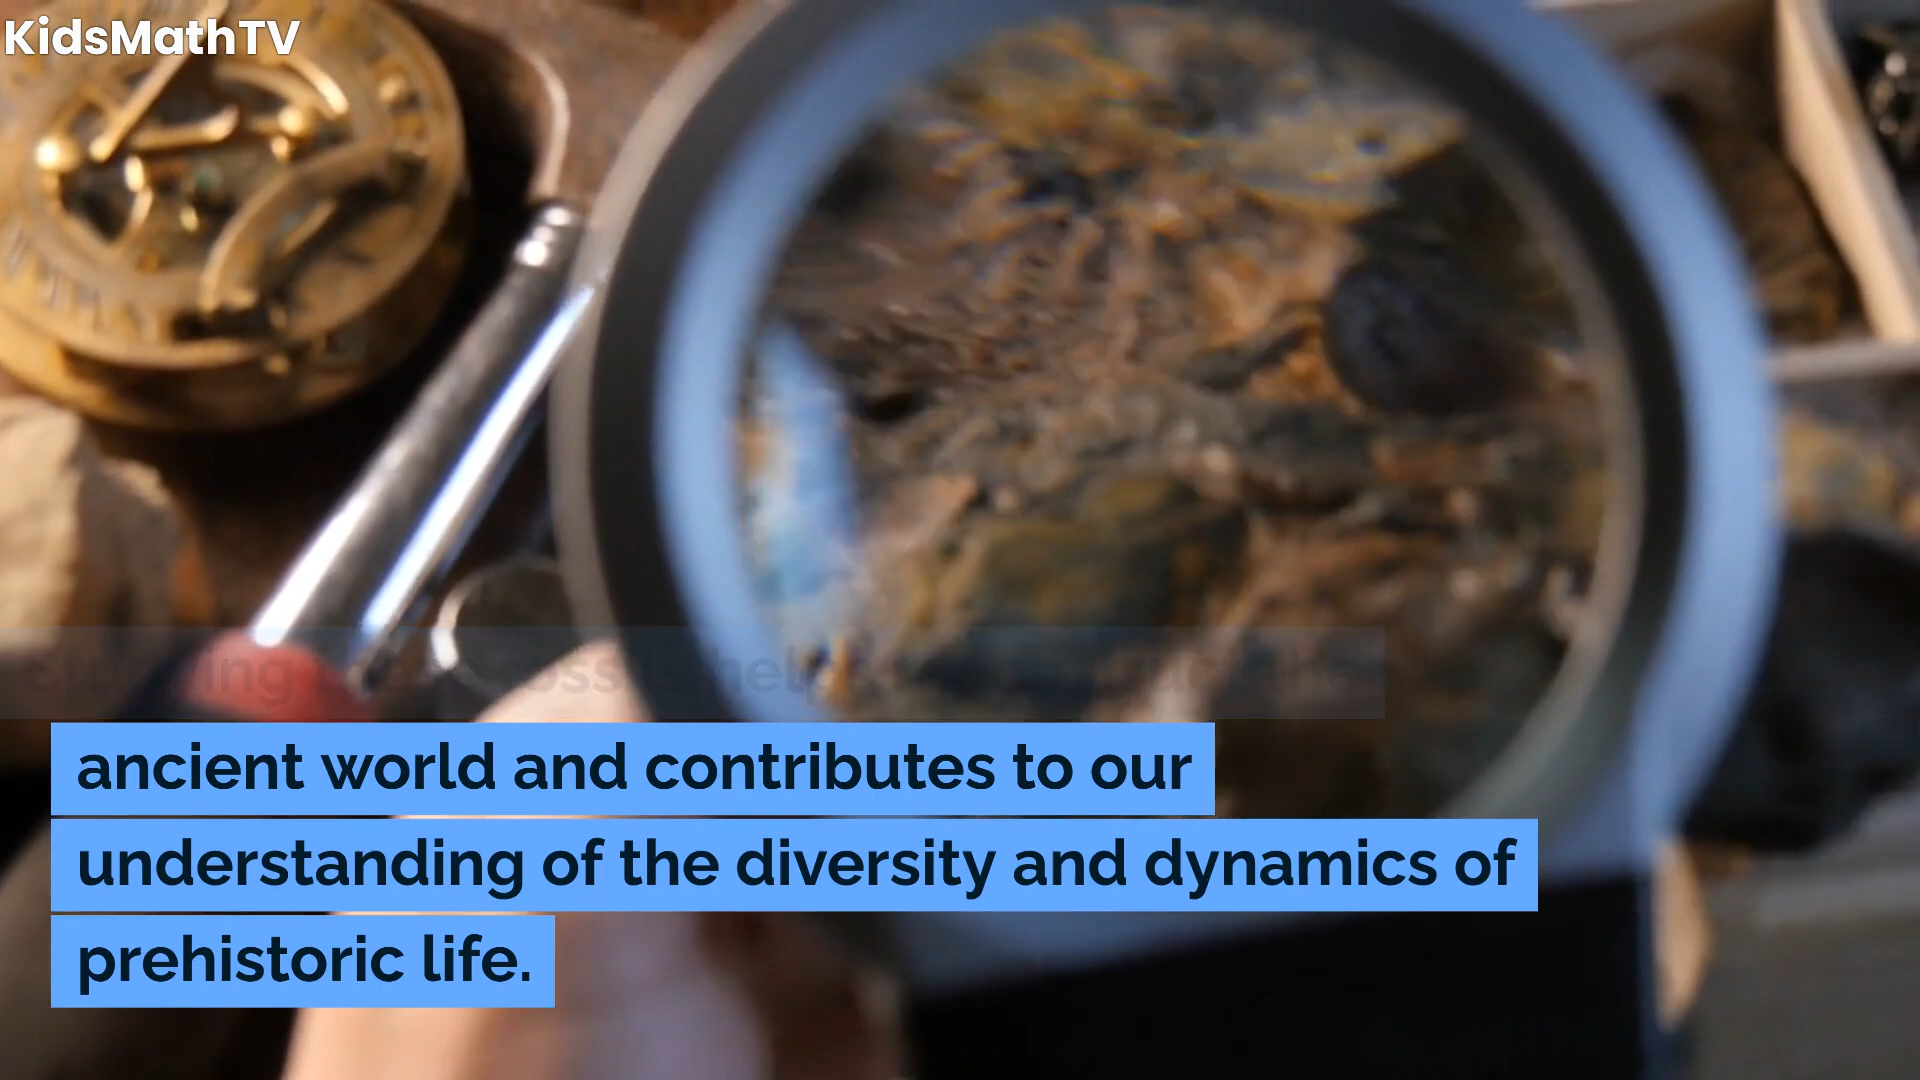 KidsMathTV
ancient world and contributes to our
understanding of the diversity and dynamics of
prehistoric life.